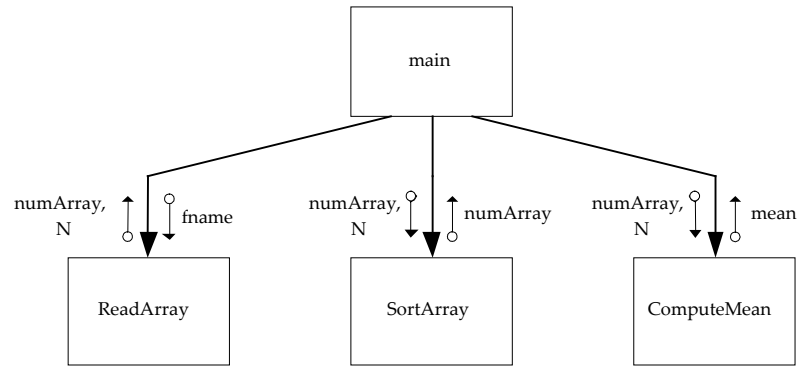 main
numArray,
N
fname
numArray,
N
numArray
numArray,
N
mean
ReadArray
SortArray
ComputeMean